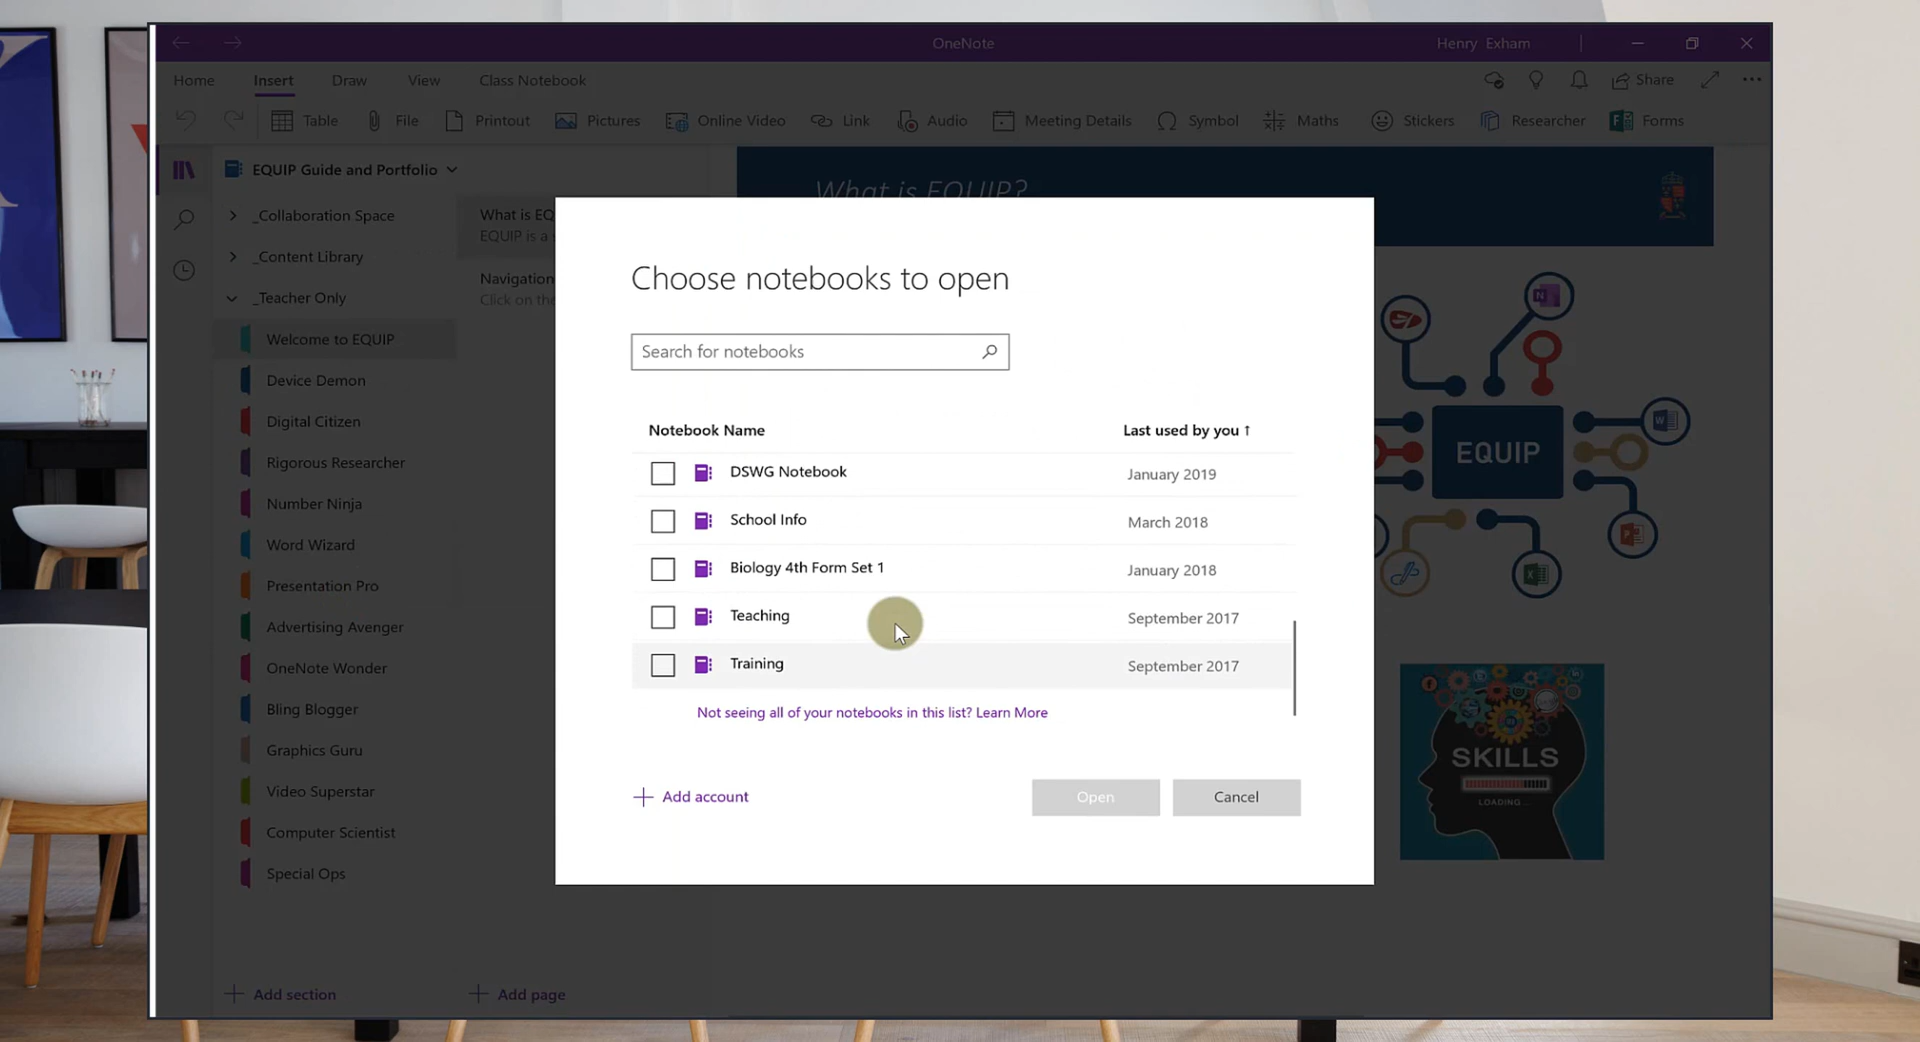 OneNote
Henry Exham
Home Insert Draw View Class Notebook
Share
Table File Printout Pictures Online Video Link Audio Meeting Details Symbol Maths Stickers Researcher Forms
EQUIP Guide and Portfolio
_Collaboration Space
_Content Library
_Teacher Only
Welcome to EQUIP
Device Demon
Digital Citizen
Rigorous Researcher
Number Ninja
Word Wizard
Presentation Pro
Advertising Avenger
OneNote Wonder
Bling Blogger
Graphics Guru
Video Superstar
Computer Scientist
Special Ops
Add section
What is EQ
EQUIP is a
Navigation
Click on the
Add page
What is EQUIP?
Choose notebooks to open
Search for notebooks
Notebook Name Last used by you ↑
DSWG Notebook January 2019
School Info March 2018
Biology 4th Form Set 1 January 2018
Teaching September 2017
Training September 2017
Not seeing all of your notebooks in this list? Learn More
Add account
Open Cancel
EQUIP
SKILLS
LOADING...